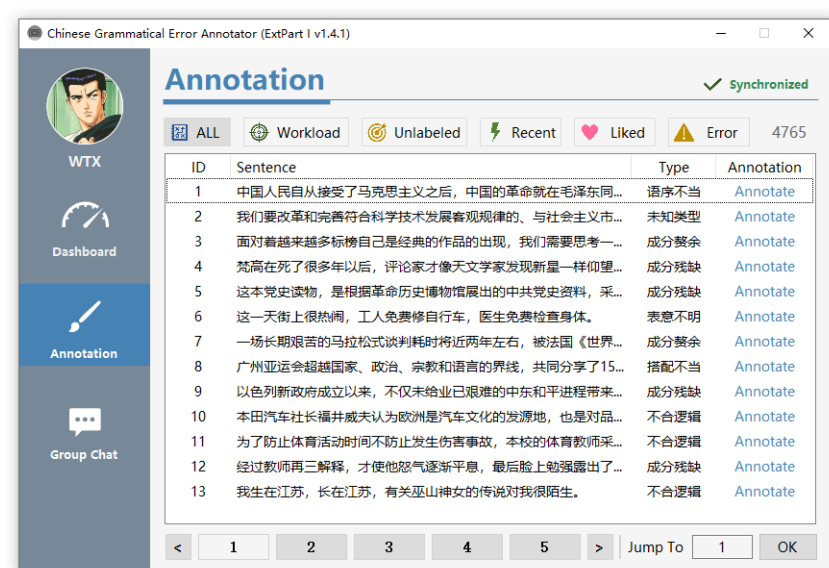 Chinese Grammatical Error Annotator (ExtPart I v1.4.1)
WTX
Dashboard
Annotation
Group Chat
Annotation
Synchronized
ALL Workload Unlabeled Recent Liked Error 4765
ID Sentence Type Annotation
1 中国人民自从接受了马克思主义之后，中国的革命就在毛泽东同... 语序不当 Annotate
2 我们要改革和完善符合科学技术发展客观规律的、与社会主义市... 未知类型 Annotate
3 面对着越来越多标榜自己是经典的作品的出现，我们需要思考一... 成分赘余 Annotate
4 梵高在死了很多年以后，评论家才像天文学家发现新星一样仰望... 成分残缺 Annotate
5 这本党史读物，是根据革命历史博物馆展出的中共党史资料，采... 成分残缺 Annotate
6 这一天街上很热闹，工人免费修自行车，医生免费检查身体。 表意不明 Annotate
7 一场长期艰苦的马拉松式谈判耗时将近两年左右，被法国《世界... 成分赘余 Annotate
8 广州亚运会超越国家、政治、宗教和语言的界线，共同分享了15... 搭配不当 Annotate
9 以色列新政府成立以来，不仅未给业已艰难的中东和平进程带来... 成分残缺 Annotate
10 本田汽车社长福井威夫认为欧洲是汽车文化的发源地，也是对品... 不合逻辑 Annotate
11 为了防止体育活动时间不防止发生伤害事故，本校的体育教师采... 不合逻辑 Annotate
12 经过教师再三解释，才使他怒气逐渐平息，最后脸上勉强露出了... 成分残缺 Annotate
13 我生在江苏，长在江苏，有关巫山神女的传说对我很陌生。 不合逻辑 Annotate
< 1 2 3 4 5 > Jump To 1 OK